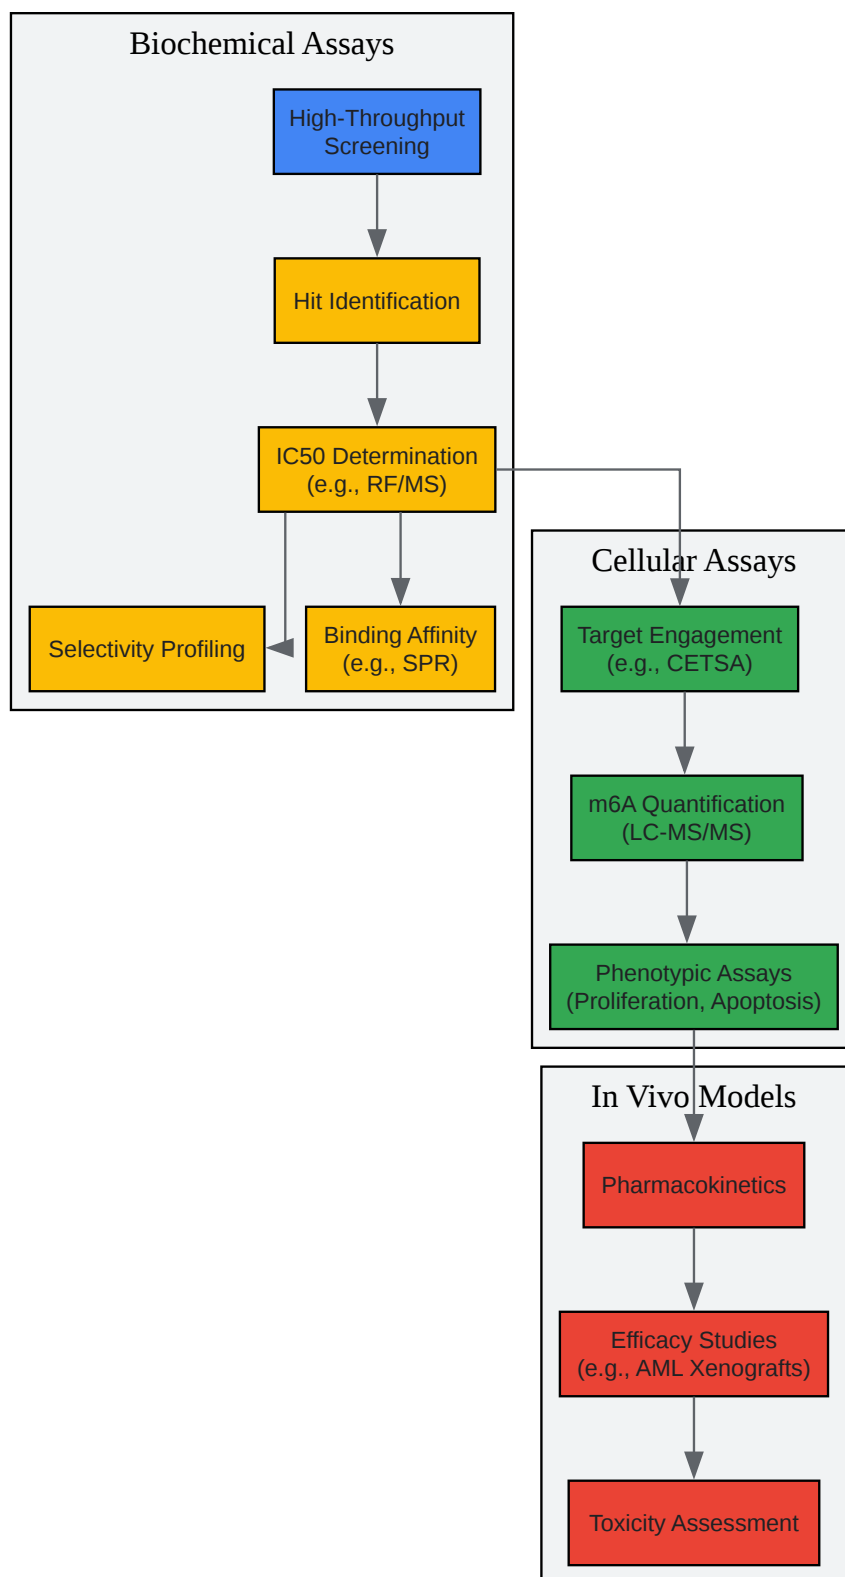 Biochemical Assays
High-Throughput
Screening
Hit Identification
IC50 Determination
(e.g., RF/MS)
Selectivity Profiling
Binding Affinity
(e.g., SPR)
Cellular Assays
Target Engagement
(e.g., CETSA)
m6A Quantification
(LC-MS/MS)
Phenotypic Assays
(Proliferation, Apoptosis)
In Vivo Models
Pharmacokinetics
Efficacy Studies
(e.g., AML Xenografts)
Toxicity Assessment